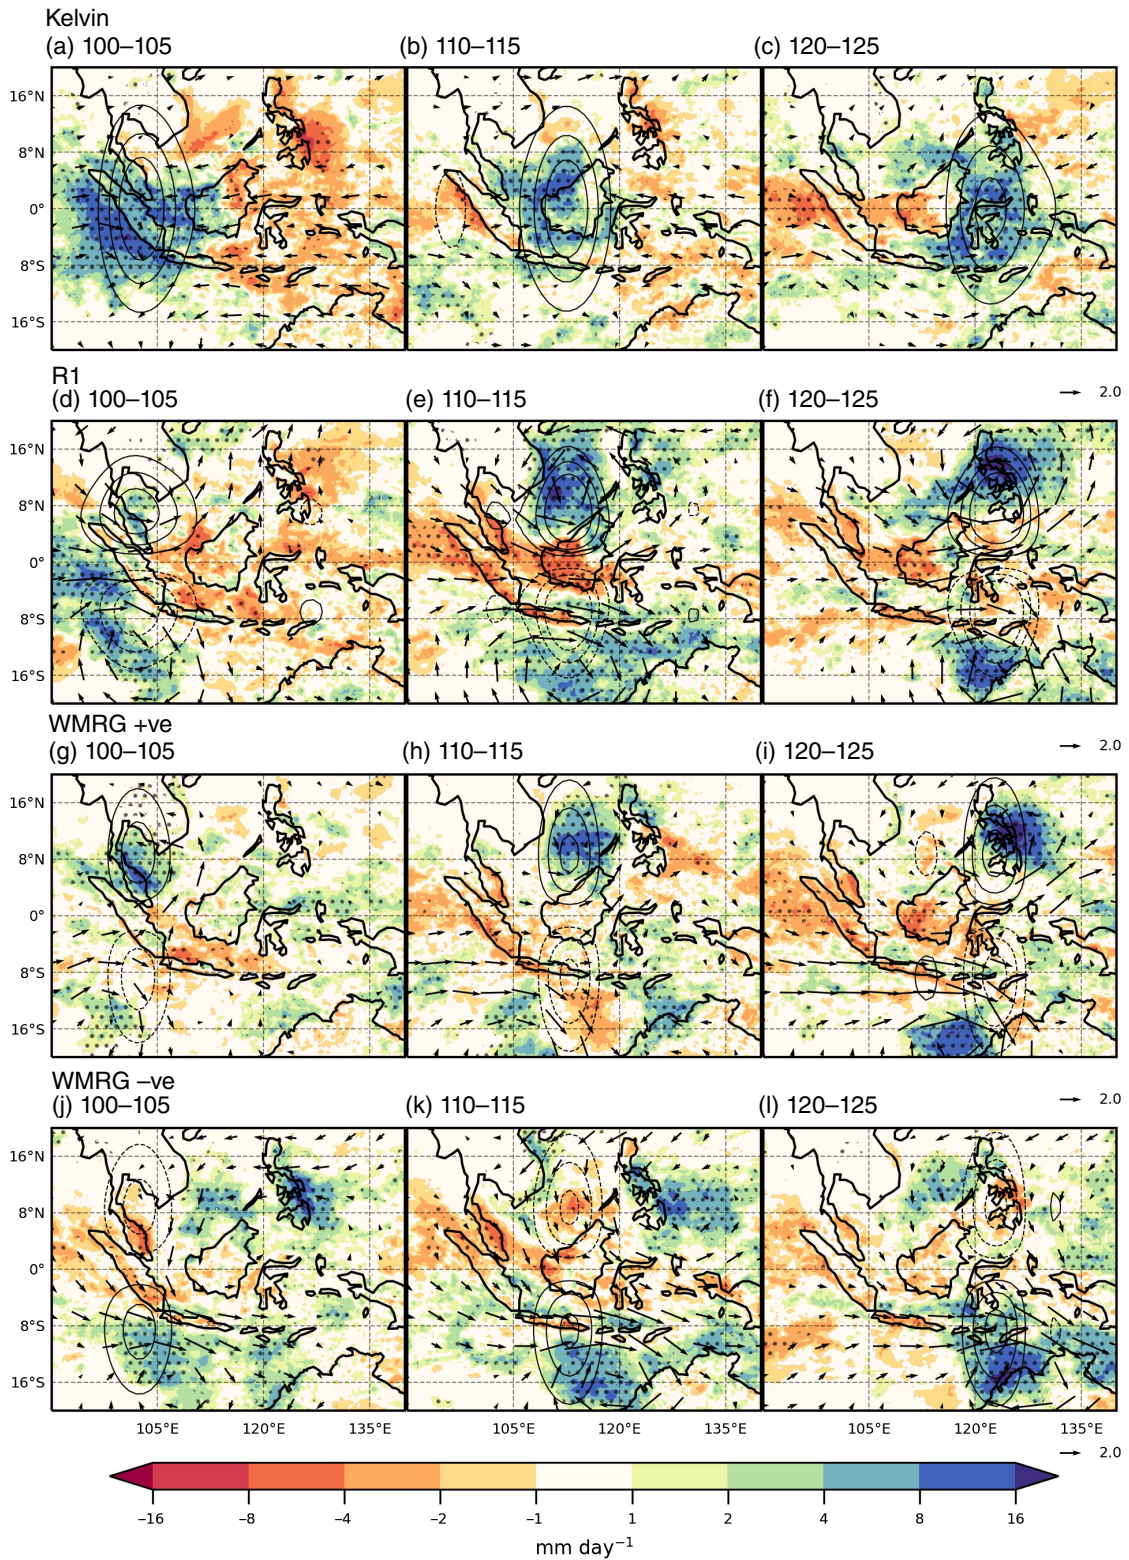 Kelvin
(a) 100–105 (b) 110–115 (c) 120–125
16°N
8°N
0°
8°S
16°S
R1
(d) 100–105 (e) 110–115 (f) 120–125 2.0
16°N
8°N
0°
8°S
16°S
WMRG +ve
(g) 100–105 (h) 110–115 (i) 120–125 2.0
16°N
8°N
0°
8°S
16°S
WMRG –ve
(j) 100–105 (k) 110–115 (l) 120–125 2.0
16°N
8°N
0°
8°S
16°S
105°E 120°E 135°E 105°E 120°E 135°E 105°E 120°E 135°E
2.0
–16 –8 –4 –2 –1 1 2 4 8 16
mm day⁻¹